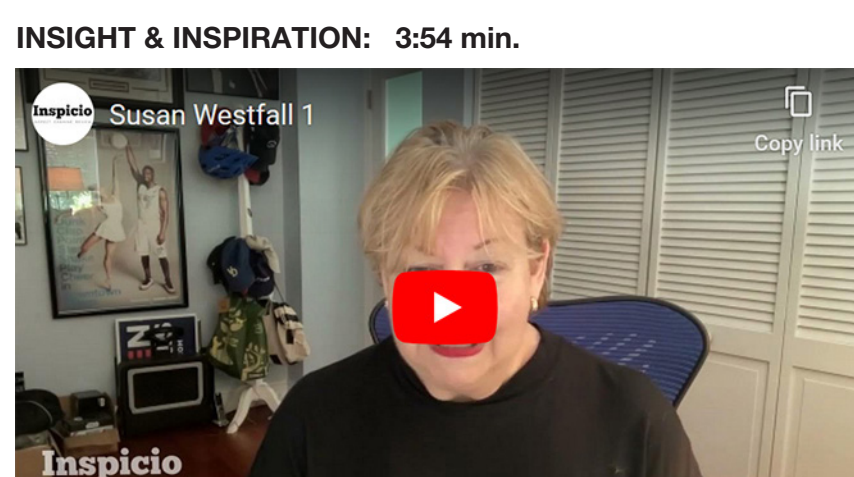 INSIGHT & INSPIRATION: 3:54 min.
Inspicio
Susan Westfall 1
Copy link
Inspicio